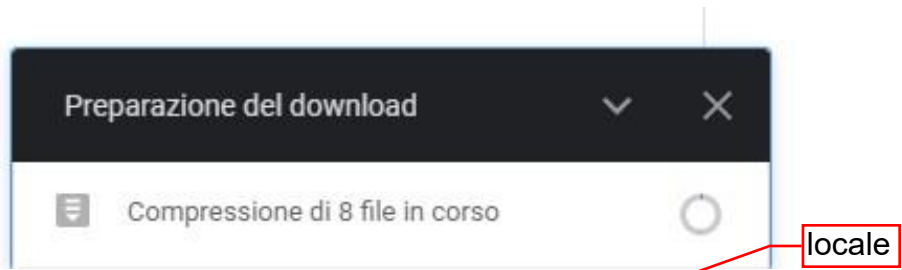 Preparazione del download
Compressione di 8 file in corso
locale